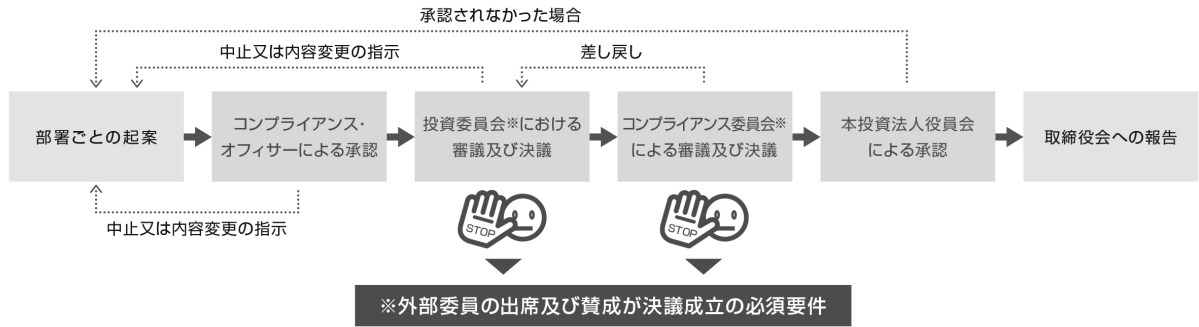 承認されなかった場合
中止又は内容変更の指示
差し戻し
部署ごとの起案
コンプライアンス・
オフィサーによる承認
投資委員会※における
審議及び決議
コンプライアンス委員会※
による審議及び決議
本投資法人役員会
による承認
取締役会への報告
中止又は内容変更の指示
STOP
STOP
※外部委員の出席及び賛成が決議成立の必須要件